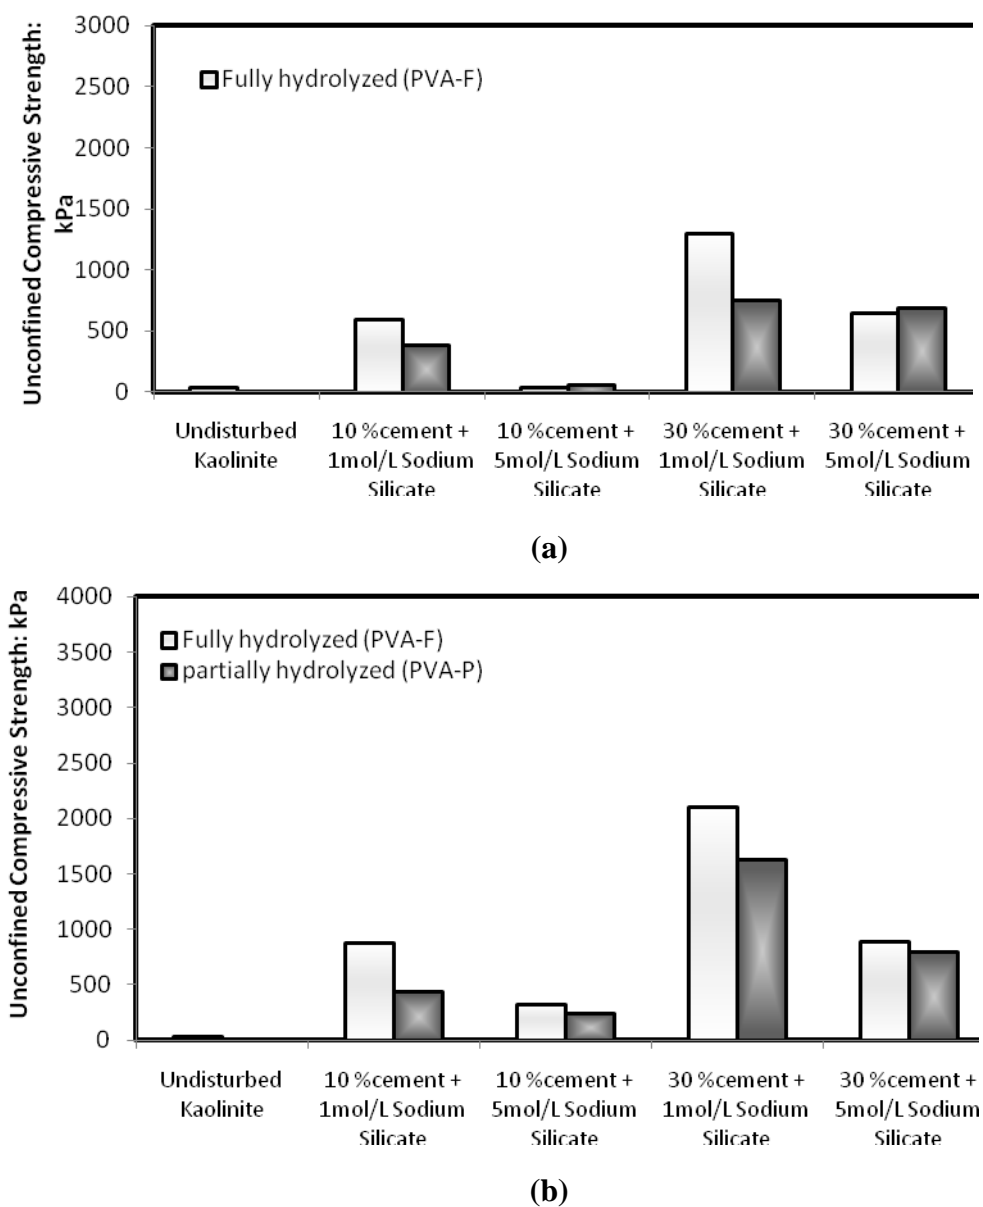 (a)
Unconfined Compressive Strength:
kPa
3000
2500
2000
1500
1000
500
0
Fully hydrolyzed (PVA-F)
Undisturbed
Kaolinite
10 %cement +
1mol/L Sodium
Silicate
10 %cement +
5mol/L Sodium
Silicate
30 %cement +
1mol/L Sodium
Silicate
30 %cement +
5mol/L Sodium
Silicate
(a)
Unconfined Compressive Strength: kPa
4000
3500
3000
2500
2000
1500
1000
500
0
Fully hydrolyzed (PVA-F)
partially hydrolyzed (PVA-P)
Undisturbed
Kaolinite
10 %cement +
1mol/L Sodium
Silicate
10 %cement +
5mol/L Sodium
Silicate
30 %cement +
1mol/L Sodium
Silicate
30 %cement +
5mol/L Sodium
Silicate
(b)